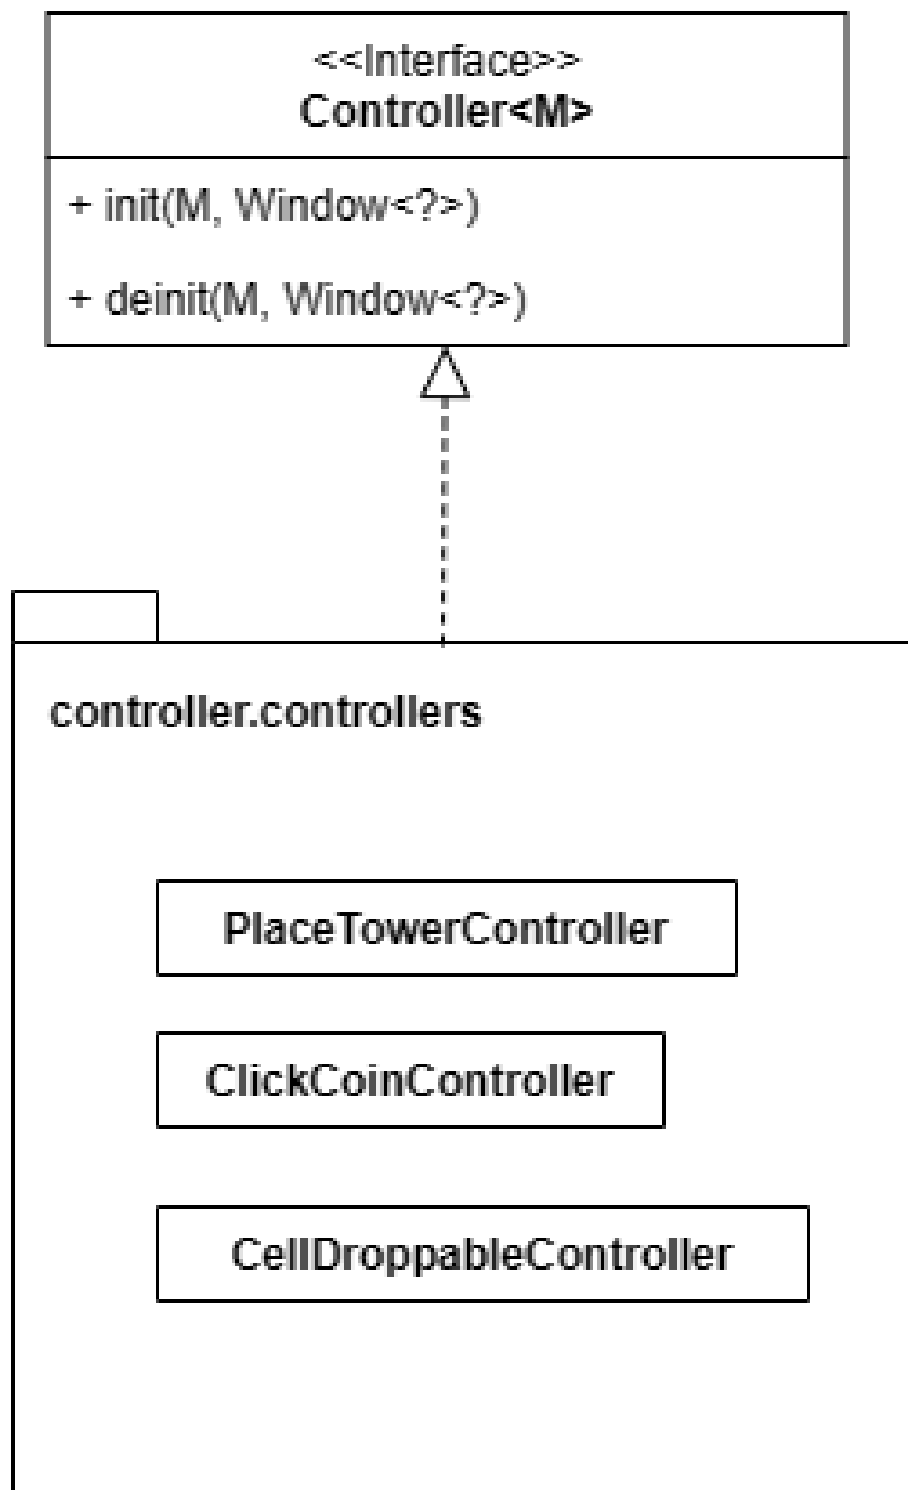 <<Interface>>
Controller<M>
+ init(M, Window<?>)
+ deinit(M, Window<?>)
controller.controllers
PlaceTowerController
ClickCoinController
CellDroppableController